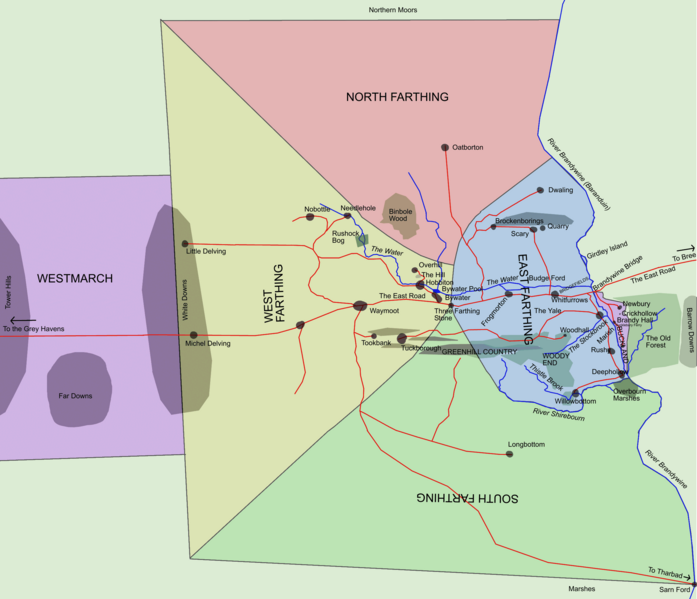 Northern Moors
NORTH FARTHING
River Brandywine (Baranduin)
Oatborton
Dwaling
Nobottle
Needlehole
Binbole
Wood
Brockenborings
Scary
Quarry
Rushock
Bog
The Water
Little Delving
Girdley Island
To Bree
Brandywine Bridge
The East Road
Overhill
The Hill
Hobbiton
Bywater Pool
Bywater
The East Road
Three Farthing
Stone
The Water
Budge Ford
Whitfurrows
Frogmorton
The Yale
EAST FARTHING
WESTMARCH
Tower Hills
White Downs
WEST
FARTHING
Waymoot
Newbury
Crickhollow
Brandy Hall
BUCKLAND
The Old
Forest
Barrow Downs
To the Grey Havens
Michel Delving
Tookbank
Tuckborough
GREENHILL COUNTRY
Woodhall
The Stockbrook
Marish
Rushy
WOODY
END
Deephollow
Thistle Brook
Willowbottom
Overbourn
Marshes
River Shirebourn
Far Downs
Longbottom
River Brandywine
SOUTH FARTHING
To Tharbad
Marshes
Sarn Ford